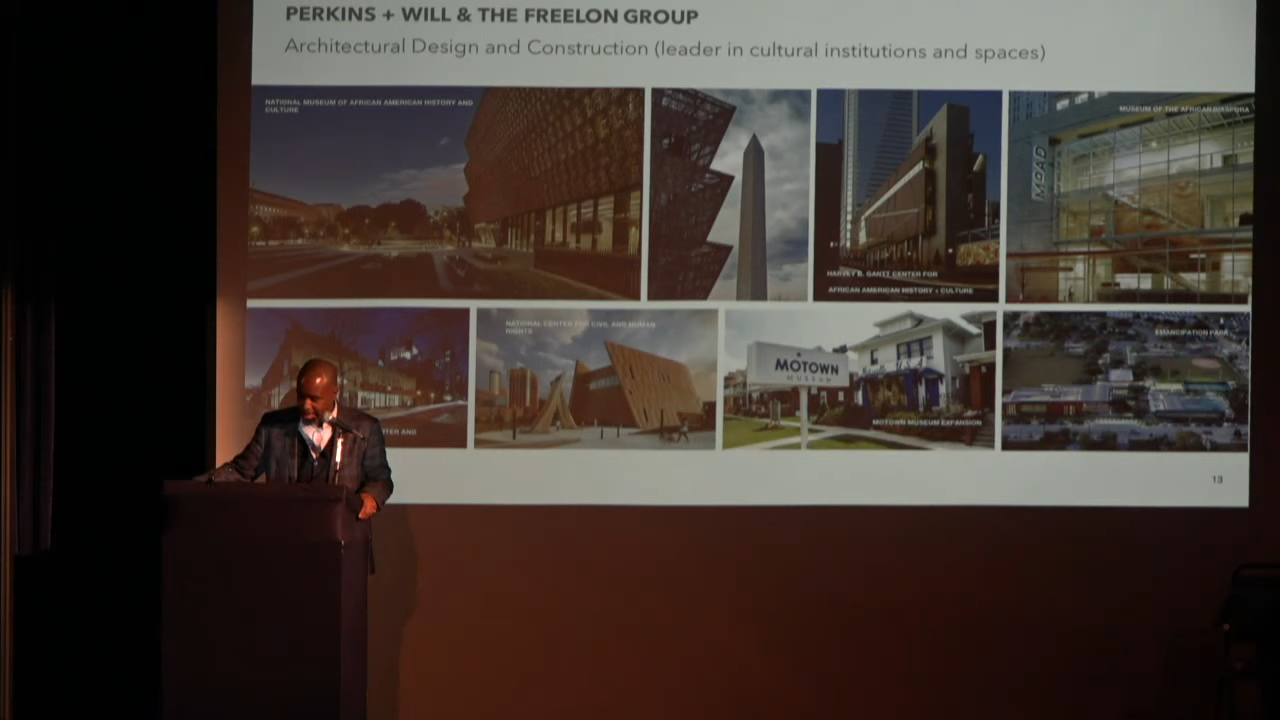 PERKINS + WILL & THE FREELON GROUP
Architectural Design and Construction (leader in cultural institutions and spaces)
NATIONAL MUSEUM OF AFRICAN AMERICAN HISTORY AND
CULTURE
HARVEY B. GANTT CENTER FOR
AFRICAN AMERICAN HISTORY + CULTURE
MUSEUM OF THE AFRICAN DIASPORA
MOAD
TER AND
NATIONAL CENTER FOR CIVIL AND HUMAN
RIGHTS
MOTOWN
MUSEUM
MOTOWN MUSEUM EXPANSION
EMANCIPATION PARK
13